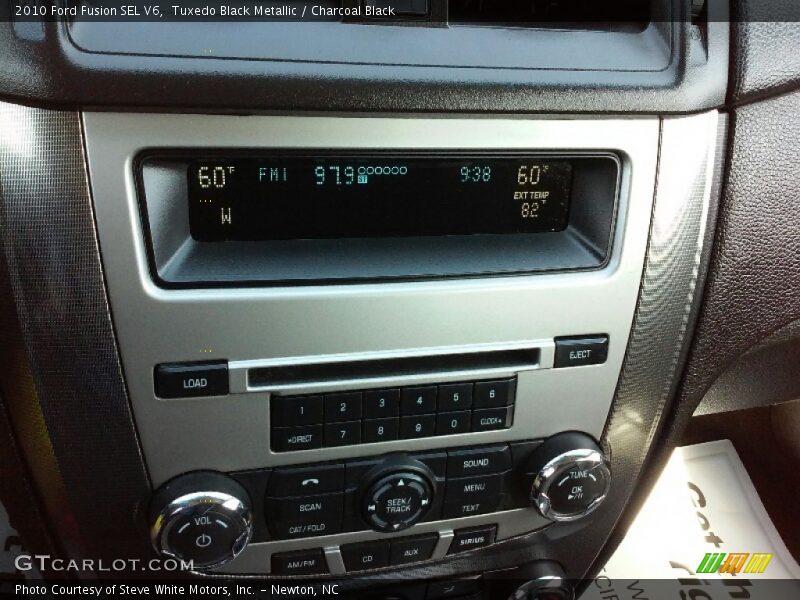 2010 Ford Fusion SEL V6, Tuxedo Black Metallic / Charcoal Black
60°F FM1 97.9 ST 9:38 60°F
W EXT TEMP
82°
LOAD EJECT
1 2 3 4 5 6
*DIRECT 7 8 9 0 CLOCK
SCAN
CAT/FOLD
SEEK/
TRACK
SOUND
MENU
TEXT
VOL
TUNE
OK
AM/FM CD AUX SIRIUS
GTCARLOT.COM
Photo Courtesy of Steve White Motors, Inc. – Newton, NC